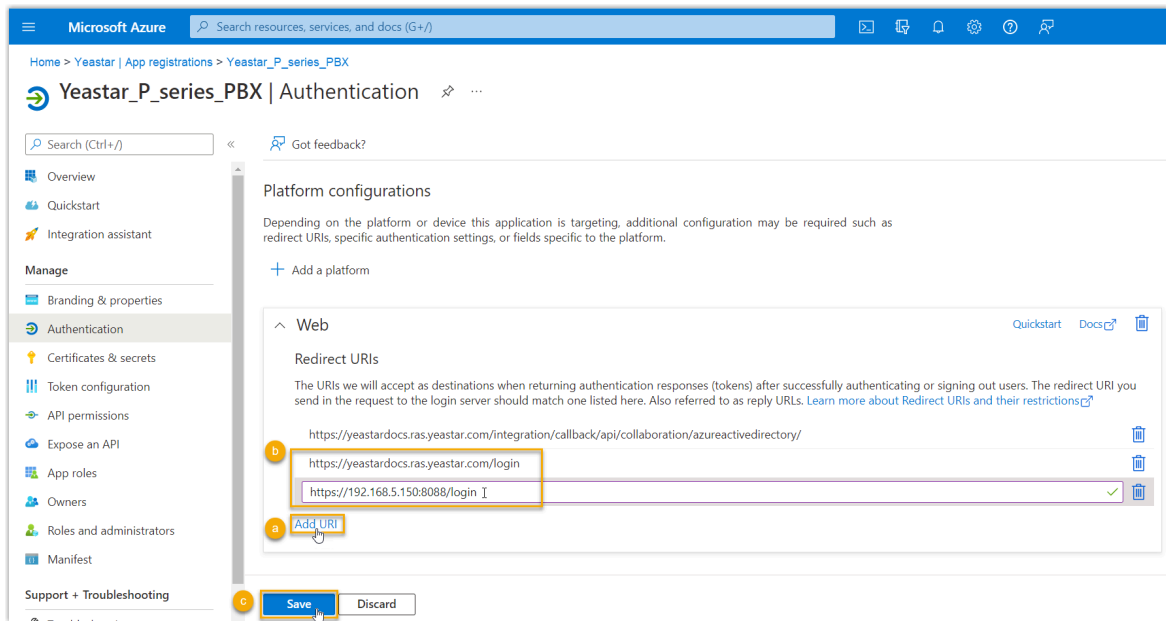 Microsoft Azure
Search resources, services, and docs (G+/)
Home > Yeastar | App registrations > Yeastar_P_series_PBX
Yeastar_P_series_PBX | Authentication
Search (Ctrl+/)
«
Got feedback?
Overview
Quickstart
Integration assistant
Manage
Branding & properties
Authentication
Certificates & secrets
Token configuration
API permissions
Expose an API
App roles
Owners
Roles and administrators
Manifest
Support + Troubleshooting
Platform configurations
Depending on the platform or device this application is targeting, additional configuration may be required such as
redirect URIs, specific authentication settings, or fields specific to the platform.
+ Add a platform
Web
Quickstart
Docs
Redirect URIs
The URIs we will accept as destinations when returning authentication responses (tokens) after successfully authenticating or signing out users. The redirect URI you
send in the request to the login server should match one listed here. Also referred to as reply URLs. Learn more about Redirect URIs and their restrictions
https://yeastardocs.ras.yeastar.com/integration/callback/api/collaboration/azureactivedirectory/
b
https://yeastardocs.ras.yeastar.com/login
https://192.168.5.150:8088/login
a
Add URI
c
Save
Discard